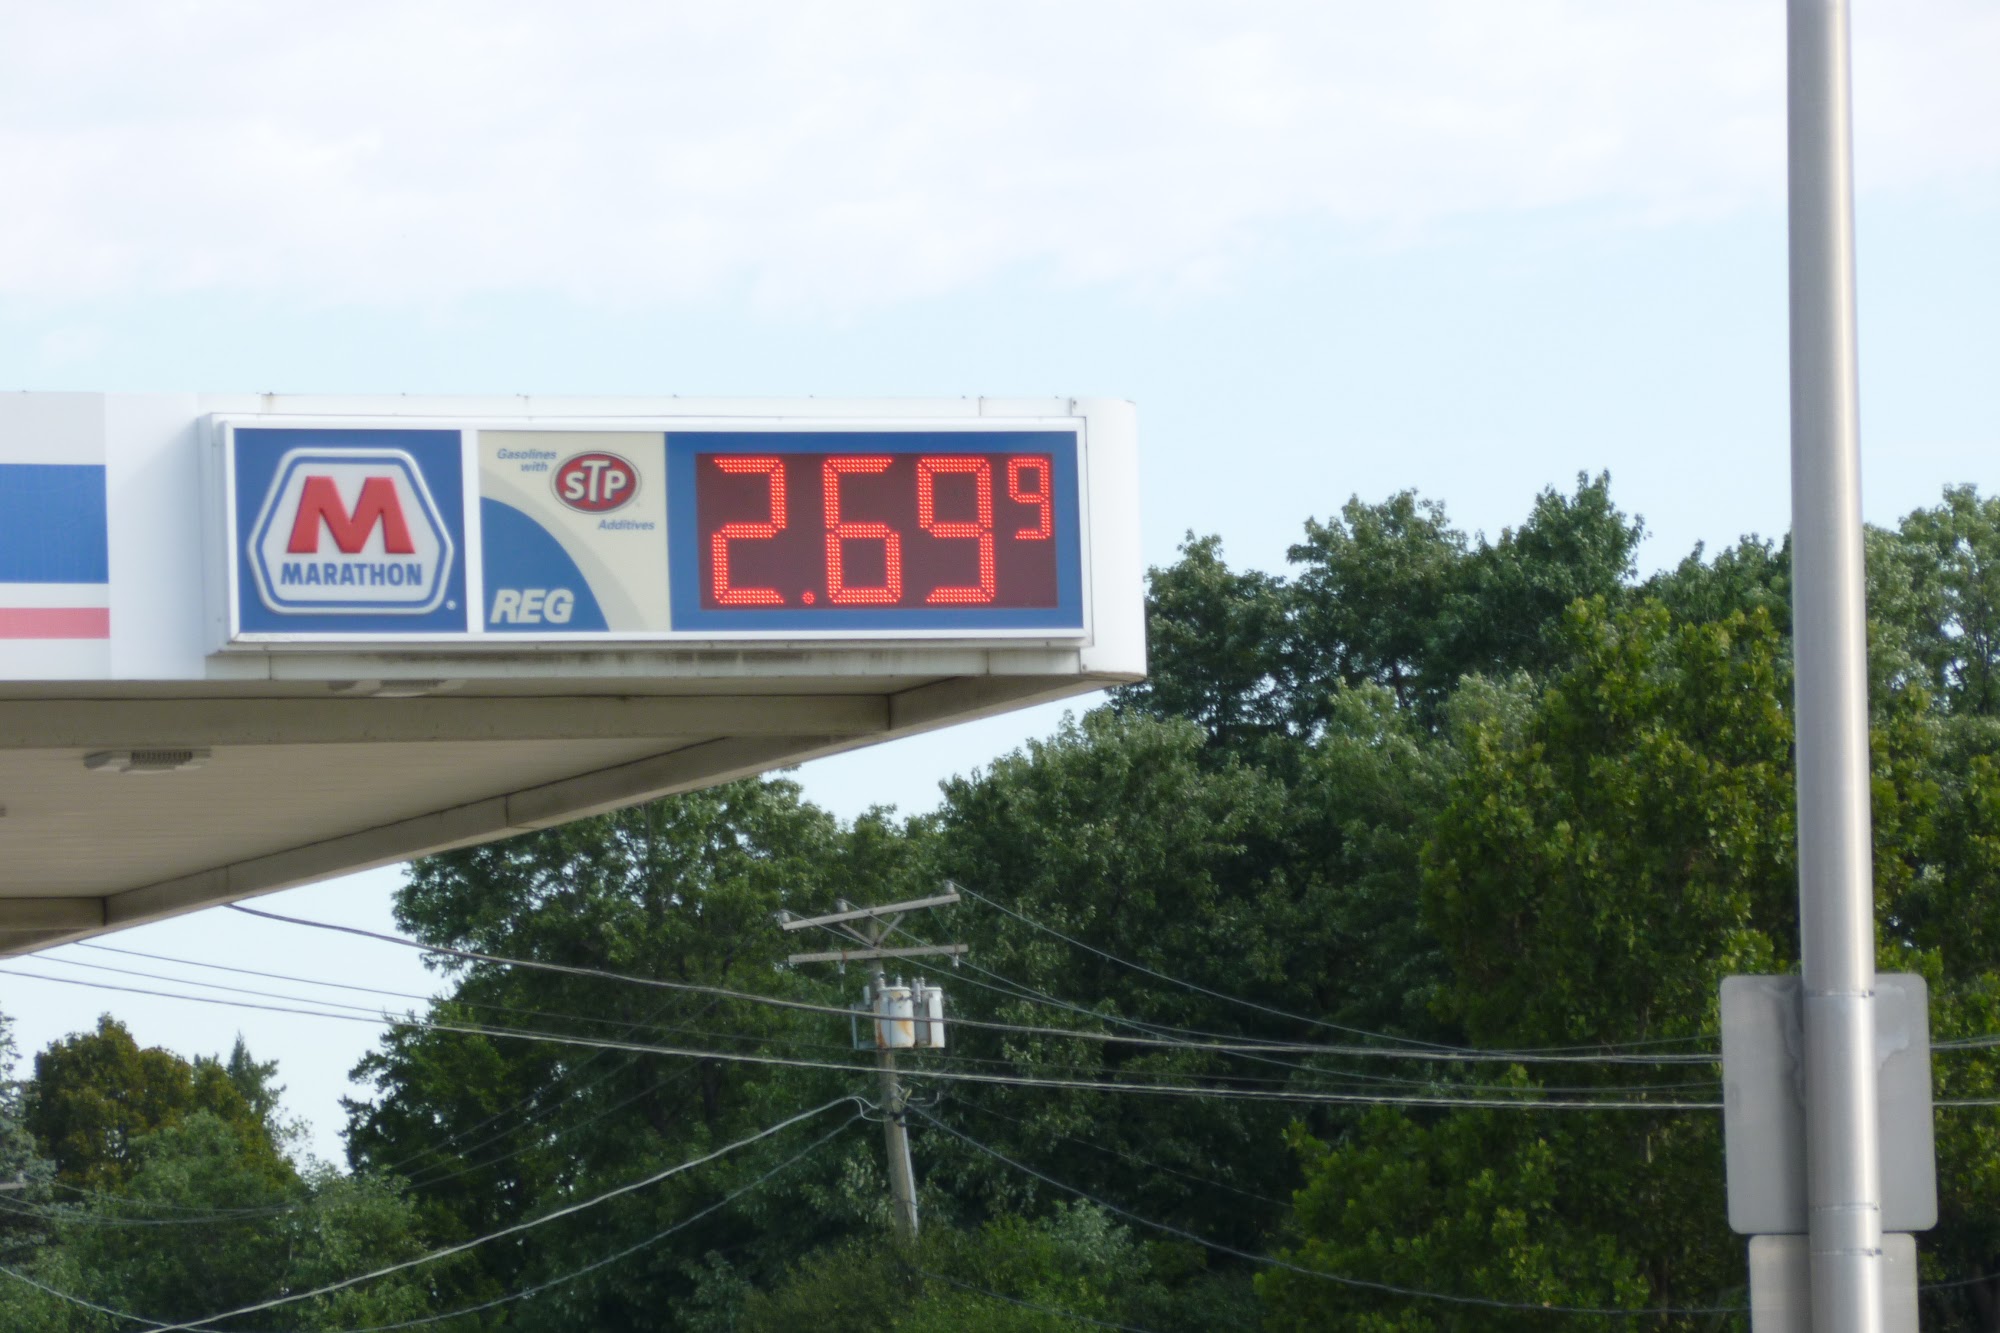 M
MARATHON
Gasolines
with
STP
Additives
REG
2.69 9